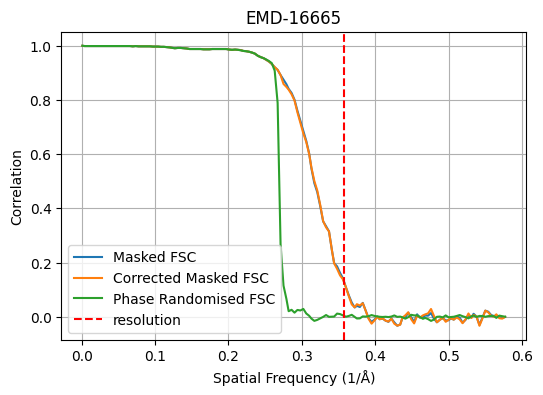 EMD-16665
1.0
0.8
0.6
0.4
0.2
0.0
Correlation
Masked FSC
Corrected Masked FSC
Phase Randomised FSC
resolution
0.0 0.1 0.2 0.3 0.4 0.5 0.6
Spatial Frequency (1/Å)